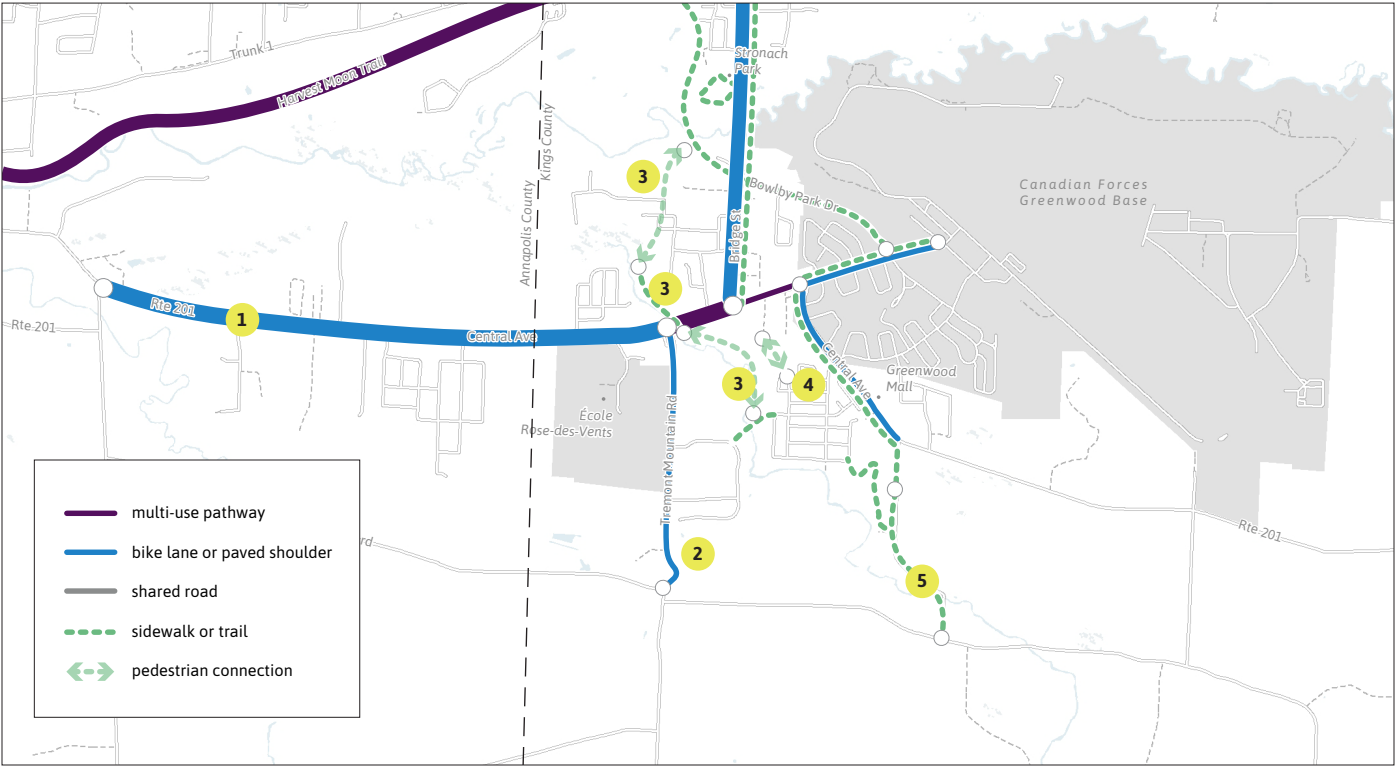 Trunk 1
Harvest Moon Trail
Stronach
Park
Kings County
Annapolis County
3
Bowlby Park Dr
Canadian Forces
Greenwood Base
Bridge St
3
Rte 201
1
Rte 201
Central Ave
Central Ave
Greenwood
Mall
3
4
École
Rose-des-Vents
Tremont Mountain Rd
multi-use pathway
bike lane or paved shoulder
shared road
sidewalk or trail
pedestrian connection
rd
2
Rte 201
5